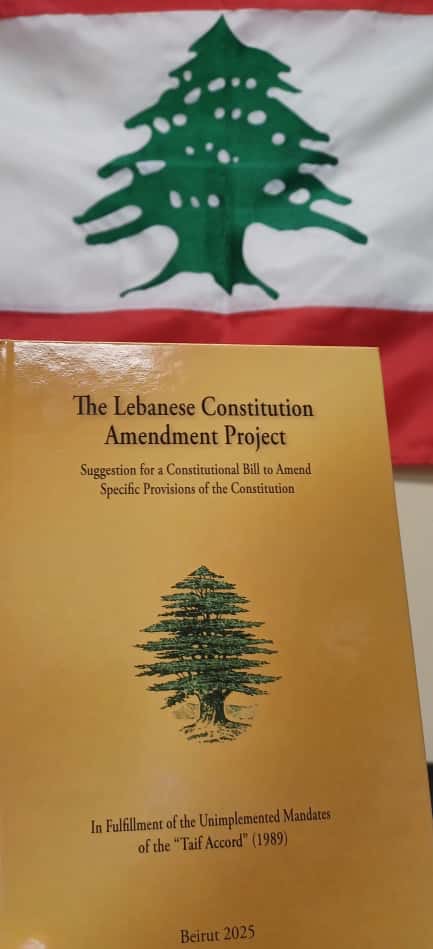 The Lebanese Constitution
Amendment Project
Suggestion for a Constitutional Bill to Amend
Specific Provisions of the Constitution
In Fulfillment of the Unimplemented Mandates
of the “Taif Accord” (1989)
Beirut 2025